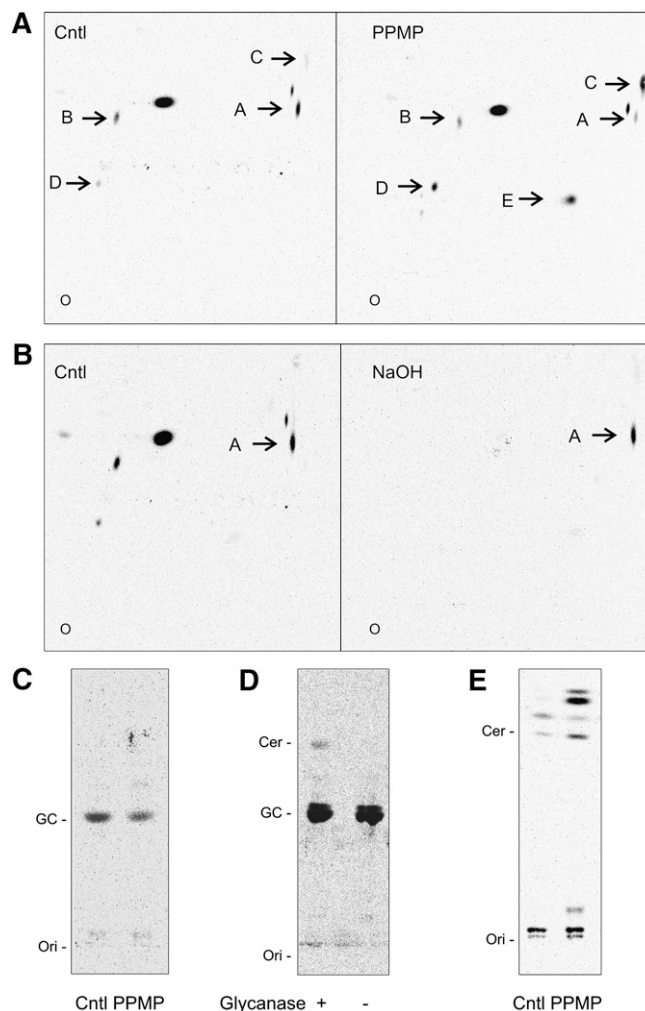 A
Cntl
C
B
A
D
O
PPMP
C
B
A
D
E
O
B
Cntl
A
O
NaOH
A
O
C
GC -
Ori -
Cntl PPMP
D
Cer -
GC -
Ori -
Glycanase + -
E
Cer -
Ori -
Cntl PPMP